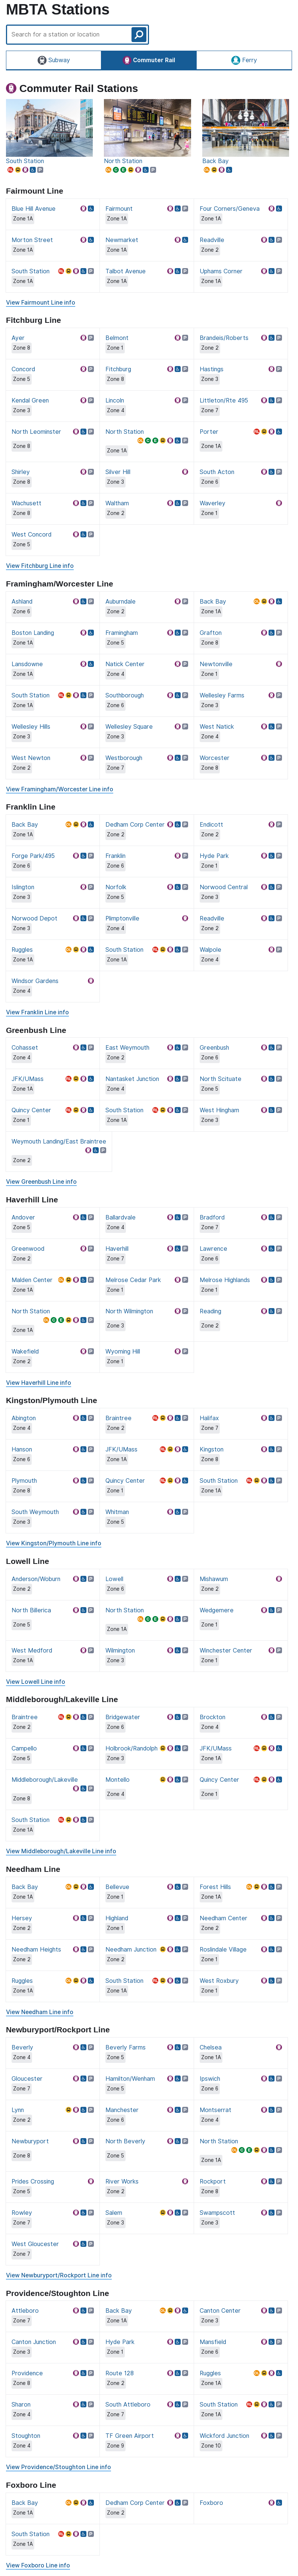 MBTA Stations
Search for a station or location
Subway
Commuter Rail
Ferry
Commuter Rail Stations
South Station
North Station
Back Bay
Fairmount Line
Blue Hill Avenue
Zone 1A
Fairmount
Zone 1A
Four Corners/Geneva
Zone 1A
Morton Street
Zone 1A
Newmarket
Zone 1A
Readville
Zone 2
South Station
Zone 1A
Talbot Avenue
Zone 1A
Uphams Corner
Zone 1A
View Fairmount Line info
Fitchburg Line
Ayer
Zone 8
Belmont
Zone 1
Brandeis/Roberts
Zone 2
Concord
Zone 5
Fitchburg
Zone 8
Hastings
Zone 3
Kendal Green
Zone 3
Lincoln
Zone 4
Littleton/Rte 495
Zone 7
North Leominster
Zone 8
North Station
Zone 1A
Porter
Zone 1A
Shirley
Zone 8
Silver Hill
Zone 3
South Acton
Zone 6
Wachusett
Zone 8
Waltham
Zone 2
Waverley
Zone 1
West Concord
Zone 5
View Fitchburg Line info
Framingham/Worcester Line
Ashland
Zone 6
Auburndale
Zone 2
Back Bay
Zone 1A
Boston Landing
Zone 1A
Framingham
Zone 5
Grafton
Zone 8
Lansdowne
Zone 1A
Natick Center
Zone 4
Newtonville
Zone 1
South Station
Zone 1A
Southborough
Zone 6
Wellesley Farms
Zone 3
Wellesley Hills
Zone 3
Wellesley Square
Zone 3
West Natick
Zone 4
West Newton
Zone 2
Westborough
Zone 7
Worcester
Zone 8
View Framingham/Worcester Line info
Franklin Line
Back Bay
Zone 1A
Dedham Corp Center
Zone 2
Endicott
Zone 2
Forge Park/495
Zone 6
Franklin
Zone 6
Hyde Park
Zone 1
Islington
Zone 3
Norfolk
Zone 5
Norwood Central
Zone 3
Norwood Depot
Zone 3
Plimptonville
Zone 4
Readville
Zone 2
Ruggles
Zone 1A
South Station
Zone 1A
Walpole
Zone 4
Windsor Gardens
Zone 4
View Franklin Line info
Greenbush Line
Cohasset
Zone 4
East Weymouth
Zone 2
Greenbush
Zone 6
JFK/UMass
Zone 1A
Nantasket Junction
Zone 4
North Scituate
Zone 5
Quincy Center
Zone 1
South Station
Zone 1A
West Hingham
Zone 3
Weymouth Landing/East Braintree
Zone 2
View Greenbush Line info
Haverhill Line
Andover
Zone 5
Ballardvale
Zone 4
Bradford
Zone 7
Greenwood
Zone 2
Haverhill
Zone 7
Lawrence
Zone 6
Malden Center
Zone 1A
Melrose Cedar Park
Zone 1
Melrose Highlands
Zone 1
North Station
Zone 1A
North Wilmington
Zone 3
Reading
Zone 2
Wakefield
Zone 2
Wyoming Hill
Zone 1
View Haverhill Line info
Kingston/Plymouth Line
Abington
Zone 4
Braintree
Zone 2
Halifax
Zone 7
Hanson
Zone 6
JFK/UMass
Zone 1A
Kingston
Zone 8
Plymouth
Zone 8
Quincy Center
Zone 1
South Station
Zone 1A
South Weymouth
Zone 3
Whitman
Zone 5
View Kingston/Plymouth Line info
Lowell Line
Anderson/Woburn
Zone 2
Lowell
Zone 6
Mishawum
Zone 2
North Billerica
Zone 5
North Station
Zone 1A
Wedgemere
Zone 1
West Medford
Zone 1A
Wilmington
Zone 3
Winchester Center
Zone 1
View Lowell Line info
Middleborough/Lakeville Line
Braintree
Zone 2
Bridgewater
Zone 6
Brockton
Zone 4
Campello
Zone 5
Holbrook/Randolph
Zone 3
JFK/UMass
Zone 1A
Middleborough/Lakeville
Zone 8
Montello
Zone 4
Quincy Center
Zone 1
South Station
Zone 1A
View Middleborough/Lakeville Line info
Needham Line
Back Bay
Zone 1A
Bellevue
Zone 1
Forest Hills
Zone 1A
Hersey
Zone 2
Highland
Zone 1
Needham Center
Zone 2
Needham Heights
Zone 2
Needham Junction
Zone 2
Roslindale Village
Zone 1
Ruggles
Zone 1A
South Station
Zone 1A
West Roxbury
Zone 1
View Needham Line info
Newburyport/Rockport Line
Beverly
Zone 4
Beverly Farms
Zone 5
Chelsea
Zone 1A
Gloucester
Zone 7
Hamilton/Wenham
Zone 5
Ipswich
Zone 6
Lynn
Zone 2
Manchester
Zone 6
Montserrat
Zone 4
Newburyport
Zone 8
North Beverly
Zone 5
North Station
Zone 1A
Prides Crossing
Zone 5
River Works
Zone 2
Rockport
Zone 8
Rowley
Zone 7
Salem
Zone 3
Swampscott
Zone 3
West Gloucester
Zone 7
View Newburyport/Rockport Line info
Providence/Stoughton Line
Attleboro
Zone 7
Back Bay
Zone 1A
Canton Center
Zone 3
Canton Junction
Zone 3
Hyde Park
Zone 1
Mansfield
Zone 6
Providence
Zone 8
Route 128
Zone 2
Ruggles
Zone 1A
Sharon
Zone 4
South Attleboro
Zone 7
South Station
Zone 1A
Stoughton
Zone 4
TF Green Airport
Zone 9
Wickford Junction
Zone 10
View Providence/Stoughton Line info
Foxboro Line
Back Bay
Zone 1A
Dedham Corp Center
Zone 2
Foxboro
South Station
Zone 1A
View Foxboro Line info